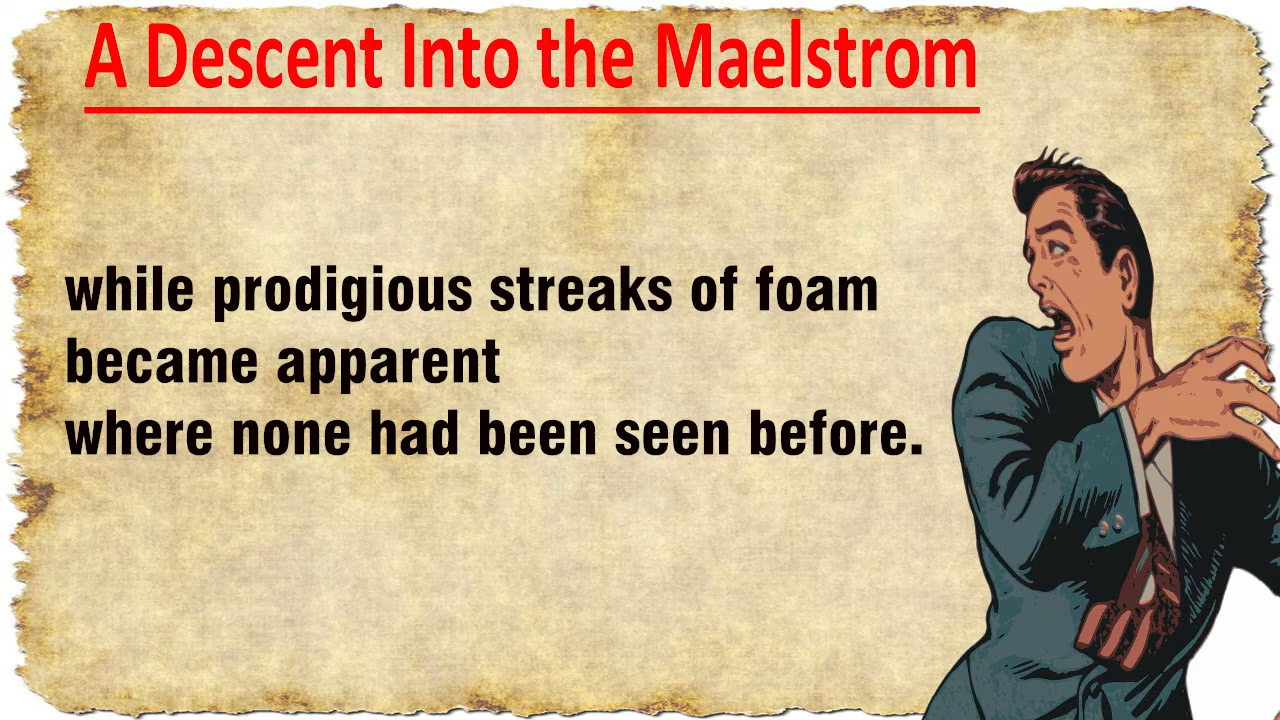 A Descent Into the Maelstrom
while prodigious streaks of foam
became apparent
where none had been seen before.